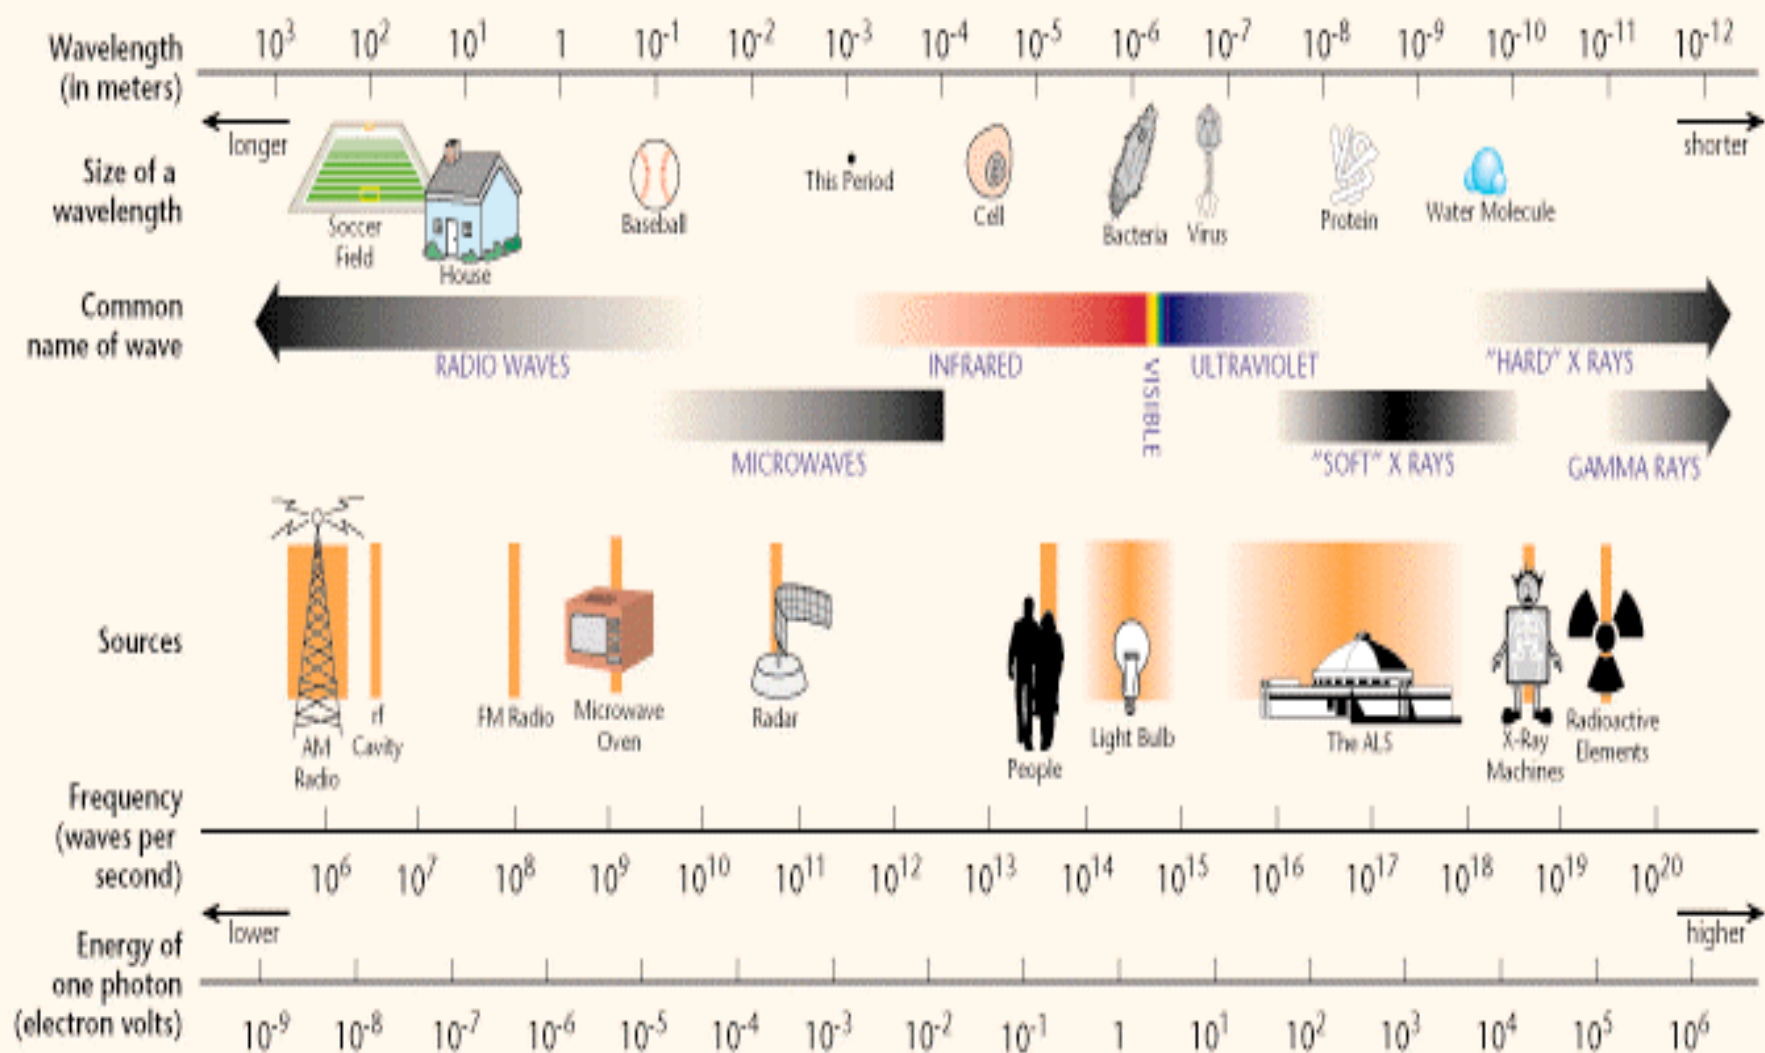 Wavelength
(in meters)
10³ 10² 10¹ 1 10⁻¹ 10⁻² 10⁻³ 10⁻⁴ 10⁻⁵ 10⁻⁶ 10⁻⁷ 10⁻⁸ 10⁻⁹ 10⁻¹⁰ 10⁻¹¹ 10⁻¹²
longer
shorter
Size of a
wavelength
Soccer
Field
House
Baseball
This Period
Cell
Bacteria
Virus
Protein
Water Molecule
Common
name of wave
RADIO WAVES
INFRARED
VISIBLE
ULTRAVIOLET
"HARD" X RAYS
MICROWAVES
"SOFT" X RAYS
GAMMA RAYS
Sources
AM
Radio
rf
Cavity
FM Radio
Microwave
Oven
Radar
People
Light Bulb
The ALS
X-Ray
Machines
Radioactive
Elements
Frequency
(waves per
second)
10⁶ 10⁷ 10⁸ 10⁹ 10¹⁰ 10¹¹ 10¹² 10¹³ 10¹⁴ 10¹⁵ 10¹⁶ 10¹⁷ 10¹⁸ 10¹⁹ 10²⁰
lower
higher
Energy of
one photon
(electron volts)
10⁻⁹ 10⁻⁸ 10⁻⁷ 10⁻⁶ 10⁻⁵ 10⁻⁴ 10⁻³ 10⁻² 10⁻¹ 1 10¹ 10² 10³ 10⁴ 10⁵ 10⁶